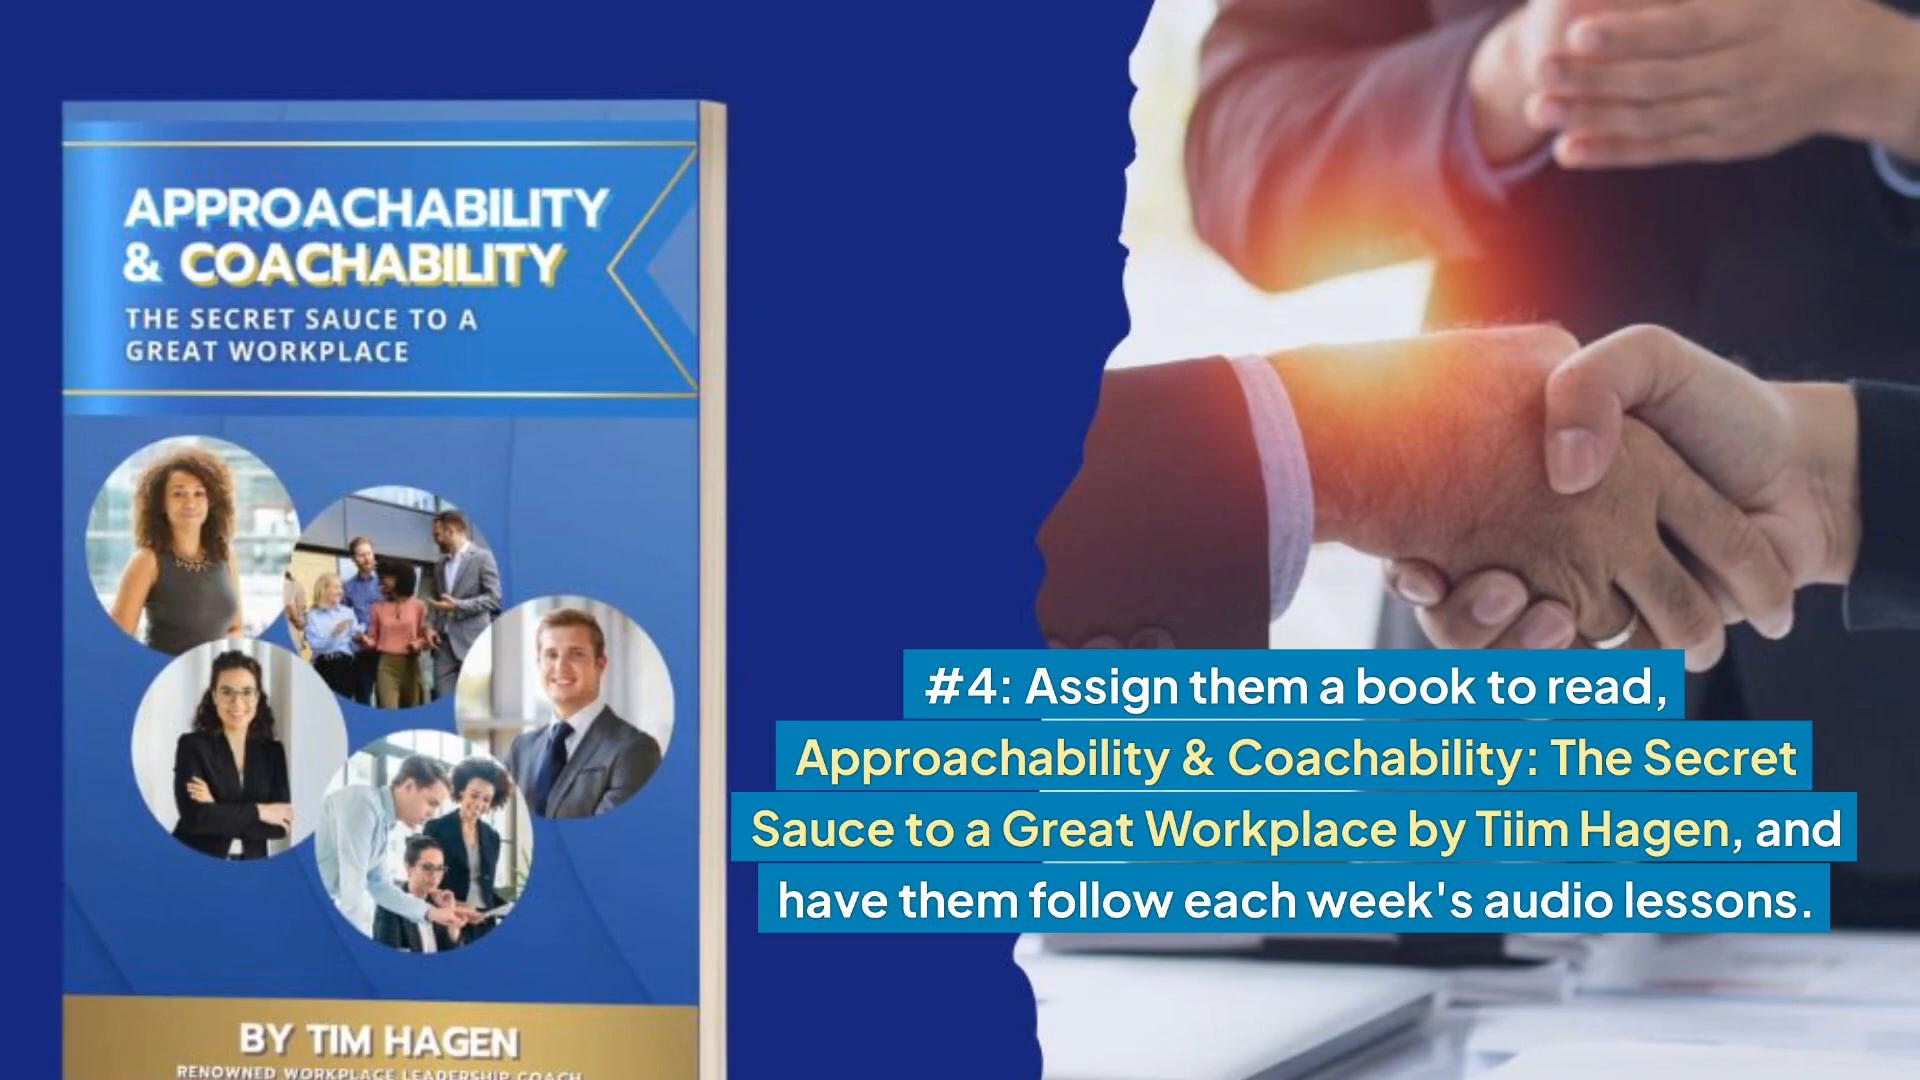 APPROACHABILITY
& COACHABILITY
THE SECRET SAUCE TO A
GREAT WORKPLACE
BY TIM HAGEN
RENOWNED WORKPLACE LEADERSHIP COACH
#4: Assign them a book to read,
Approachability & Coachability: The Secret
Sauce to a Great Workplace by Tiim Hagen, and
have them follow each week's audio lessons.